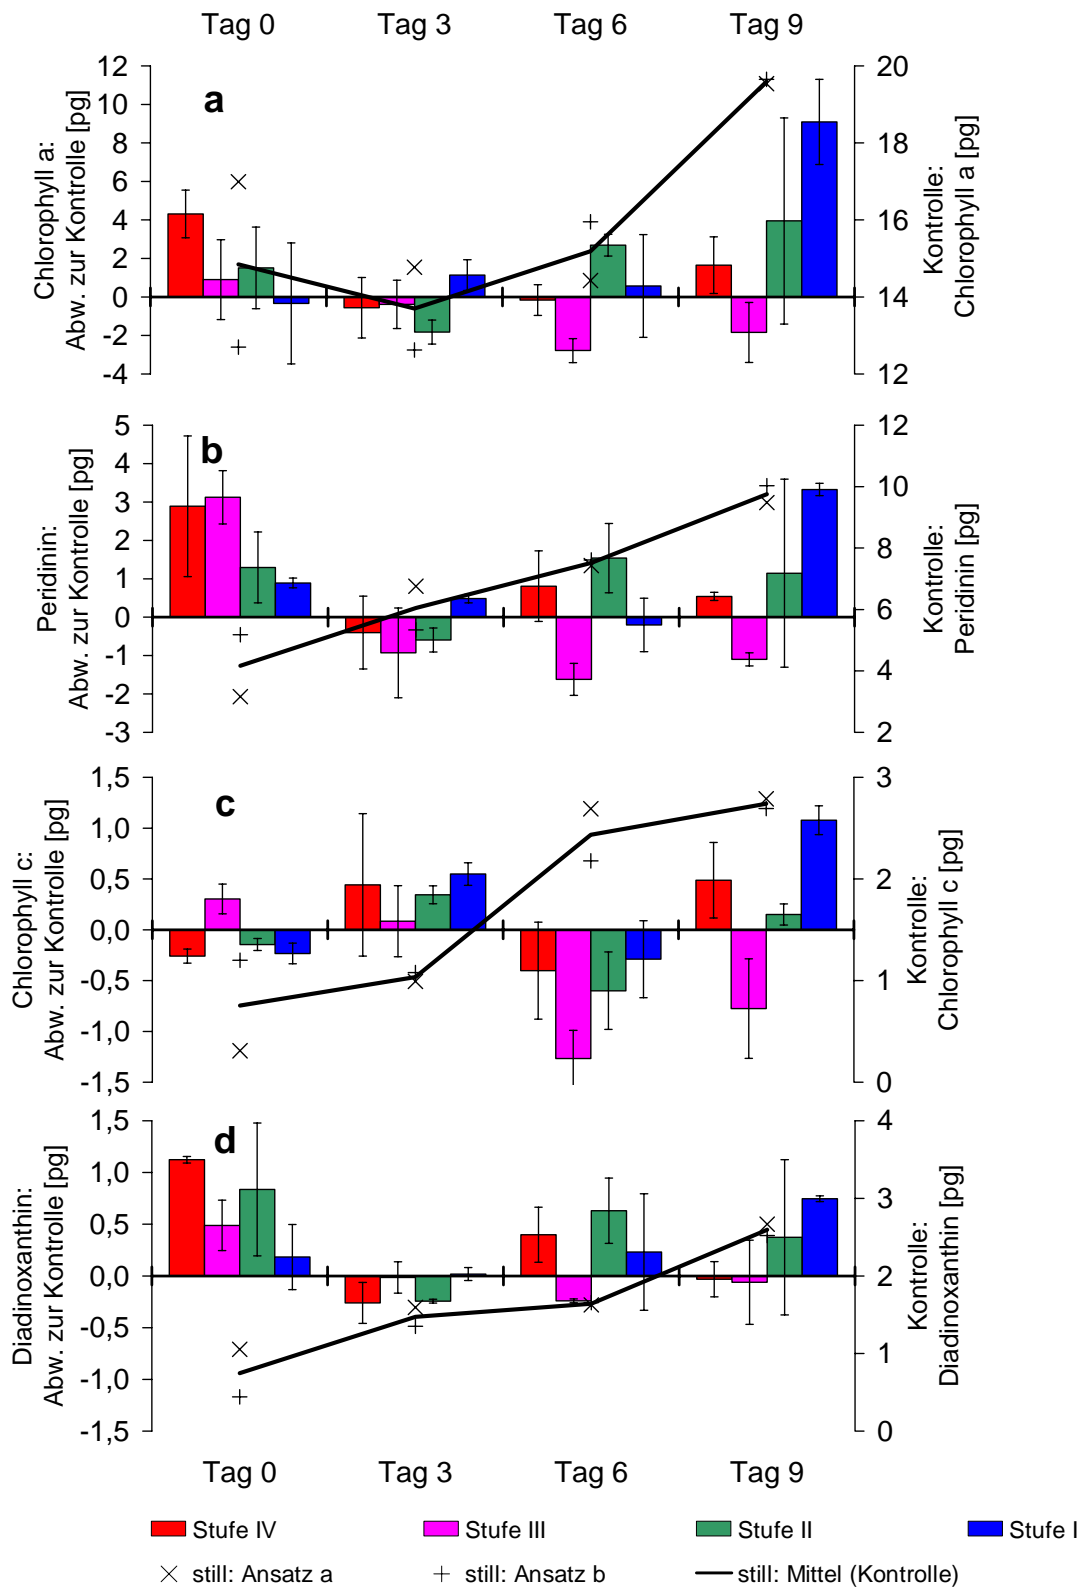 Tag 0 Tag 3 Tag 6 Tag 9
a
Chlorophyll a:
Abw. zur Kontrolle [pg]
12
10
8
6
4
2
0
-2
-4
20
18
16
14
12
Kontrolle:
Chlorophyll a [pg]
b
Peridinin:
Abw. zur Kontrolle [pg]
5
4
3
2
1
0
-1
-2
-3
12
10
8
6
4
2
Kontrolle:
Peridinin [pg]
c
Chlorophyll c:
Abw. zur Kontrolle [pg]
1,5
1,0
0,5
0,0
-0,5
-1,0
-1,5
3
2
1
0
Kontrolle:
Chlorophyll c [pg]
d
Diadinoxanthin:
Abw. zur Kontrolle [pg]
1,5
1,0
0,5
0,0
-0,5
-1,0
-1,5
4
3
2
1
0
Kontrolle:
Diadinoxanthin [pg]
Tag 0 Tag 3 Tag 6 Tag 9
Stufe IV Stufe III Stufe II Stufe I
still: Ansatz a still: Ansatz b still: Mittel (Kontrolle)